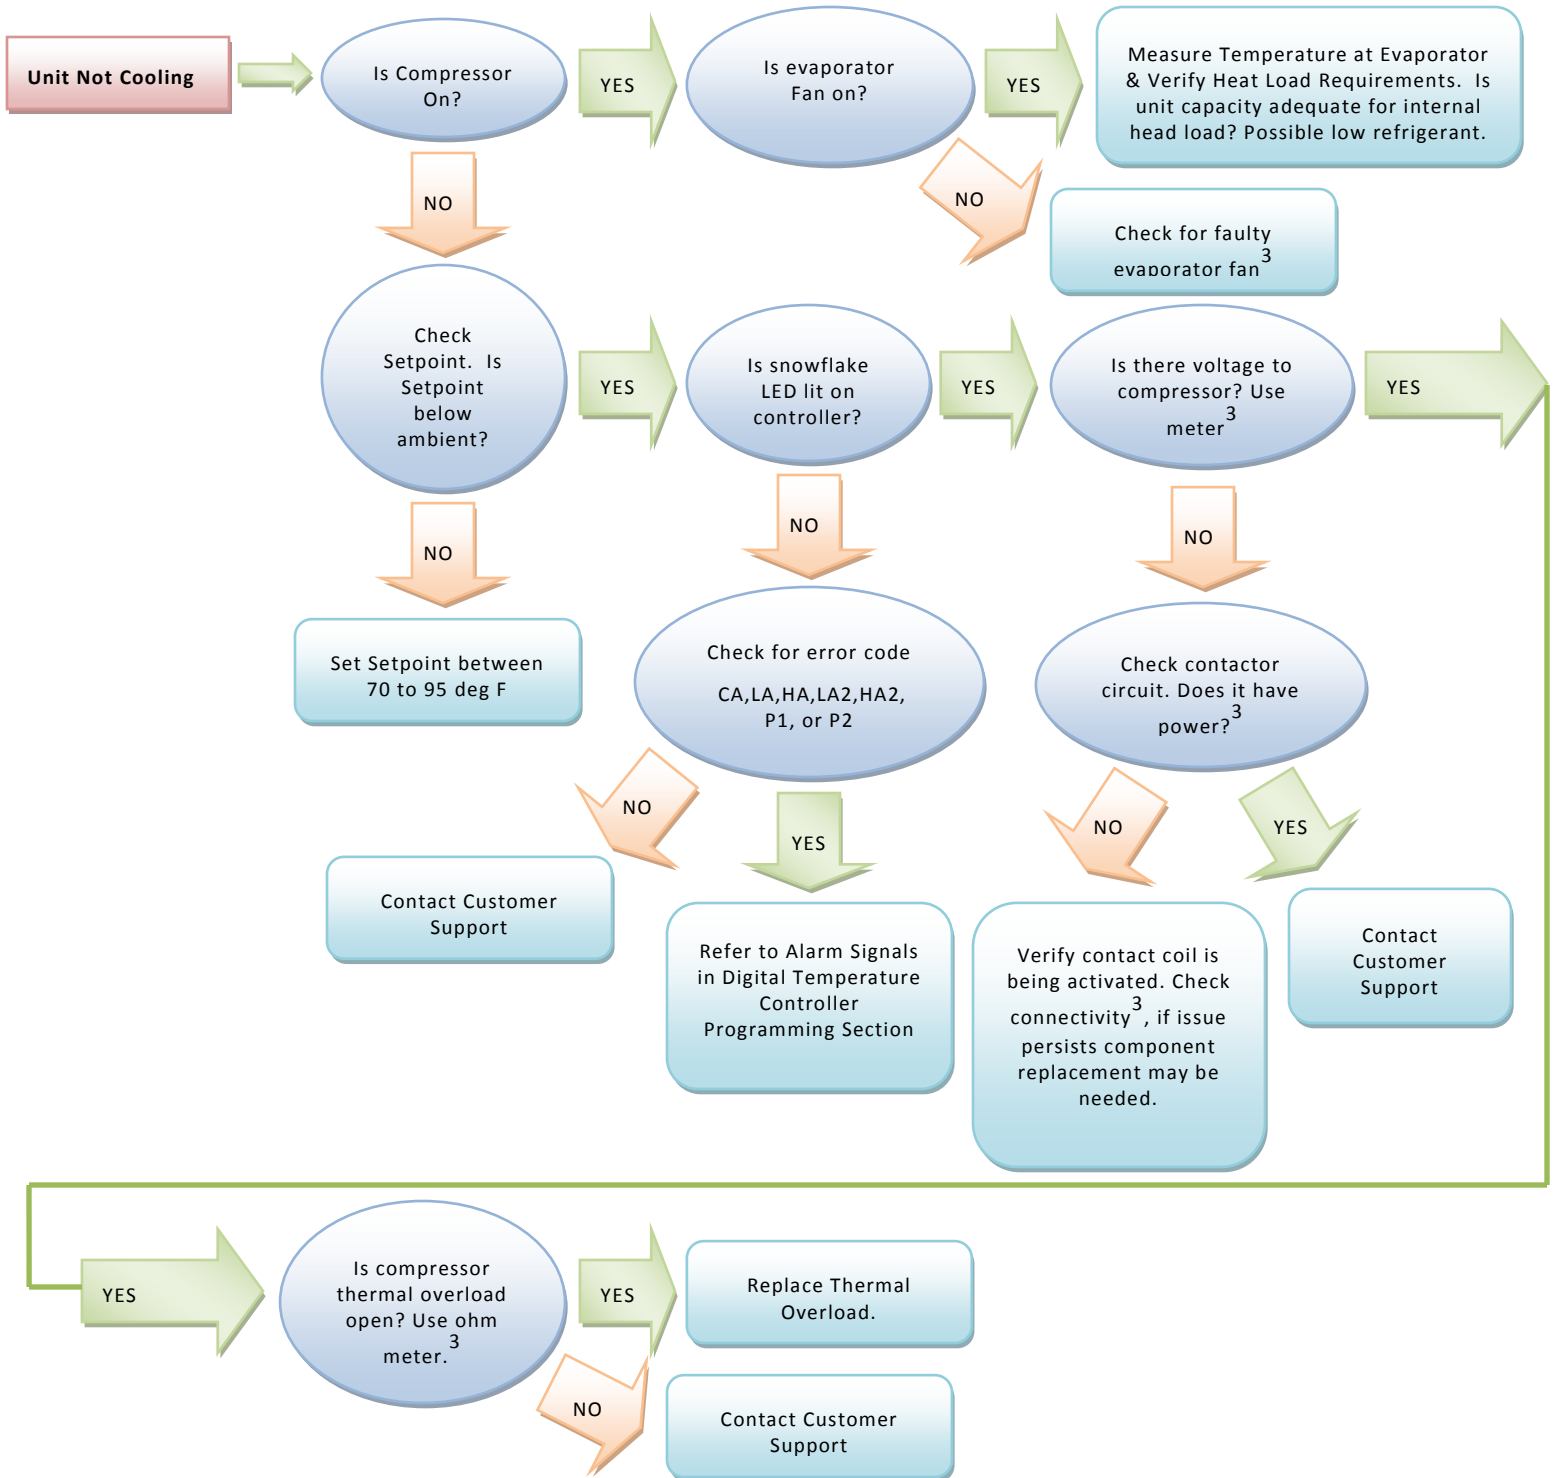 Unit Not Cooling
Is Compressor
On?
YES
Is evaporator
Fan on?
YES
Measure Temperature at Evaporator
& Verify Heat Load Requirements. Is
unit capacity adequate for internal
head load? Possible low refrigerant.
NO
NO
Check for faulty
evaporator fan3
Check
Setpoint. Is
Setpoint
below
ambient?
YES
Is snowflake
LED lit on
controller?
YES
Is there voltage to
compressor? Use
meter3
YES
NO
NO
NO
Set Setpoint between
70 to 95 deg F
Check for error code
CA,LA,HA,LA2,HA2,
P1, or P2
Check contactor
circuit. Does it have
power?3
NO
YES
NO
YES
Contact Customer
Support
Refer to Alarm Signals
in Digital Temperature
Controller
Programming Section
Verify contact coil is
being activated. Check
connectivity3, if issue
persists component
replacement may be
needed.
Contact
Customer
Support
YES
Is compressor
thermal overload
open? Use ohm
meter.3
YES
Replace Thermal
Overload.
NO
Contact Customer
Support